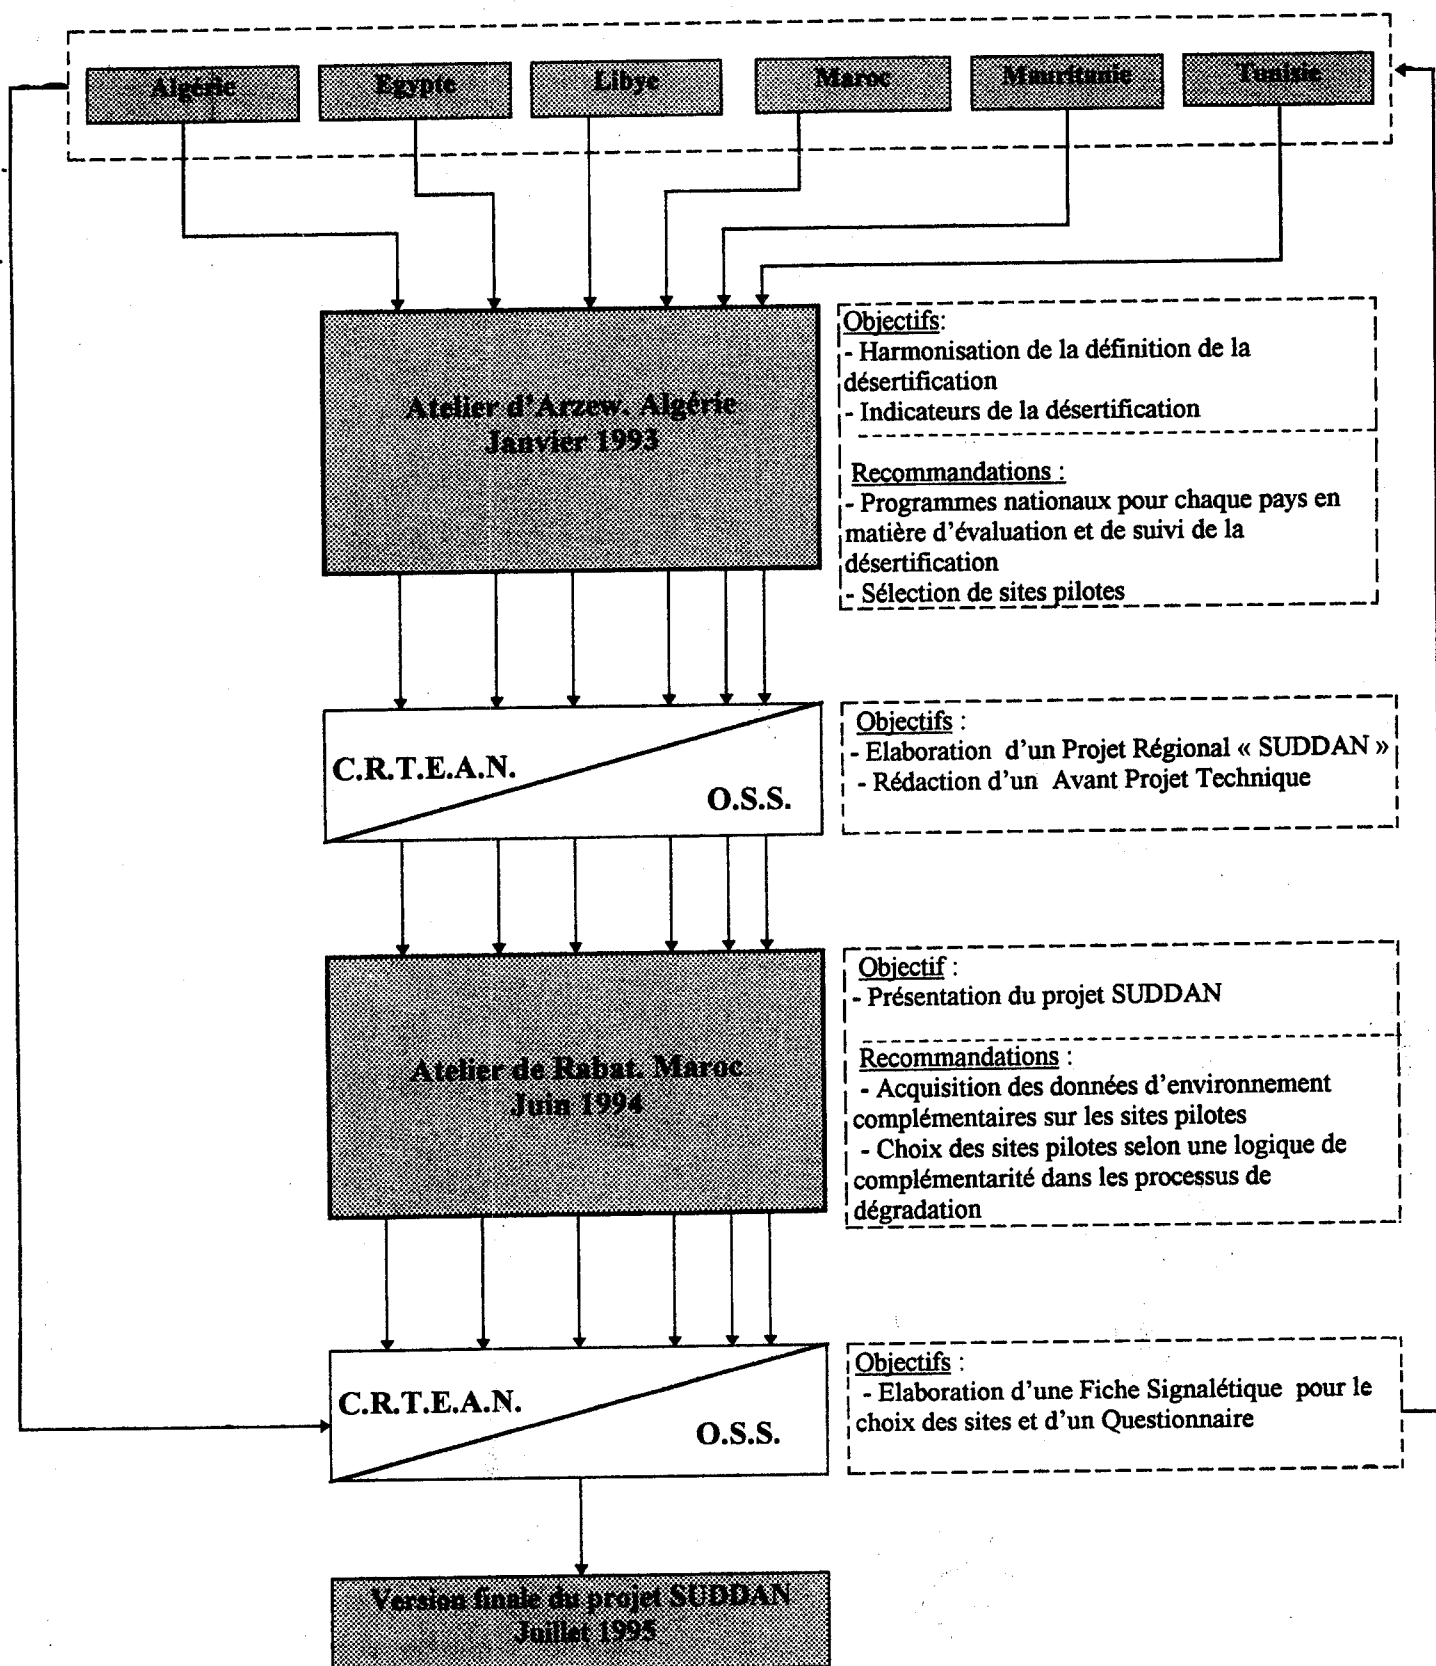 Algérie
Egypte
Libye
Maroc
Mauritanie
Tunisie
Atelier d'Arzew. Algérie
Janvier 1993
Objectifs:
- Harmonisation de la définition de la
désertification
- Indicateurs de la désertification
Recommandations :
- Programmes nationaux pour chaque pays en
matière d'évaluation et de suivi de la
désertification
- Sélection de sites pilotes
C.R.T.E.A.N.
O.S.S.
Objectifs :
- Elaboration d'un Projet Régional « SUDDAN »
- Rédaction d'un Avant Projet Technique
Atelier de Rabat. Maroc
Juin 1994
Objectif :
- Présentation du projet SUDDAN
Recommandations :
- Acquisition des données d'environnement
complémentaires sur les sites pilotes
- Choix des sites pilotes selon une logique de
complémentarité dans les processus de
dégradation
C.R.T.E.A.N.
O.S.S.
Objectifs :
- Elaboration d'une Fiche Signalétique pour le
choix des sites et d'un Questionnaire
Version finale du projet SUDDAN
Juillet 1995